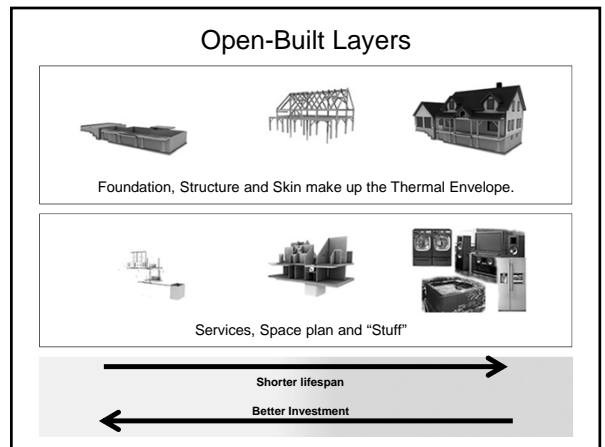 Open-Built Layers
Foundation, Structure and Skin make up the Thermal Envelope.
Services, Space plan and “Stuff”
Shorter lifespan
Better Investment